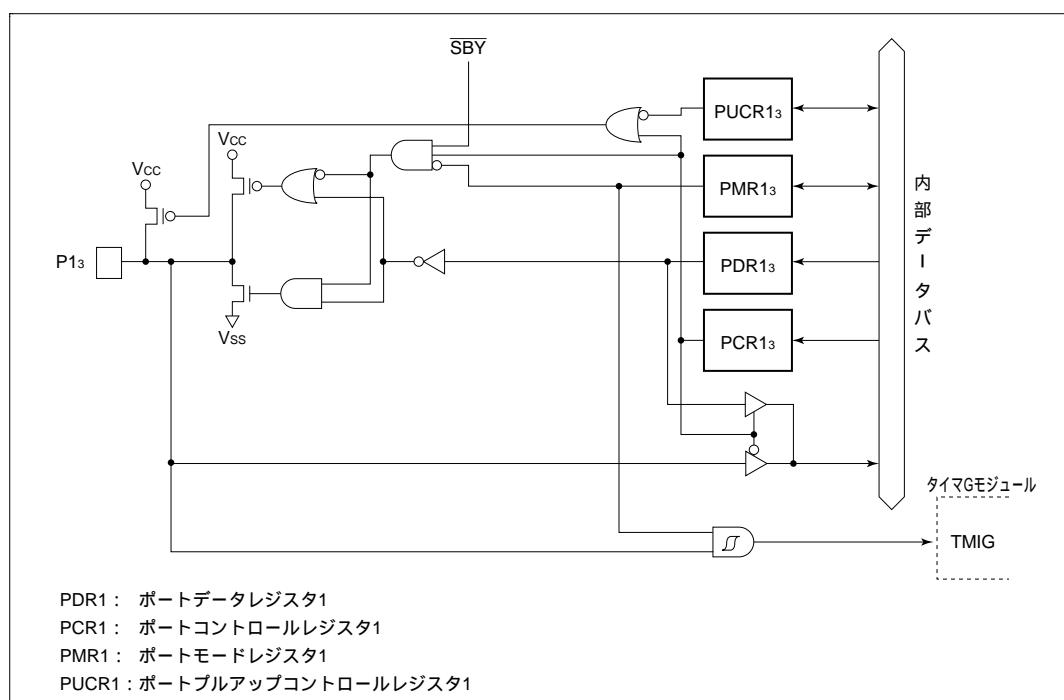 SBY
PUCR1₃
Vcc
Vcc
PMR1₃
内部データバス
P1₃
PDR1₃
Vss
PCR1₃
タイマGモジュール
TMIG
PDR1： ポートデータレジスタ1
PCR1： ポートコントロールレジスタ1
PMR1： ポートモードレジスタ1
PUCR1：ポートプルアップコントロールレジスタ1